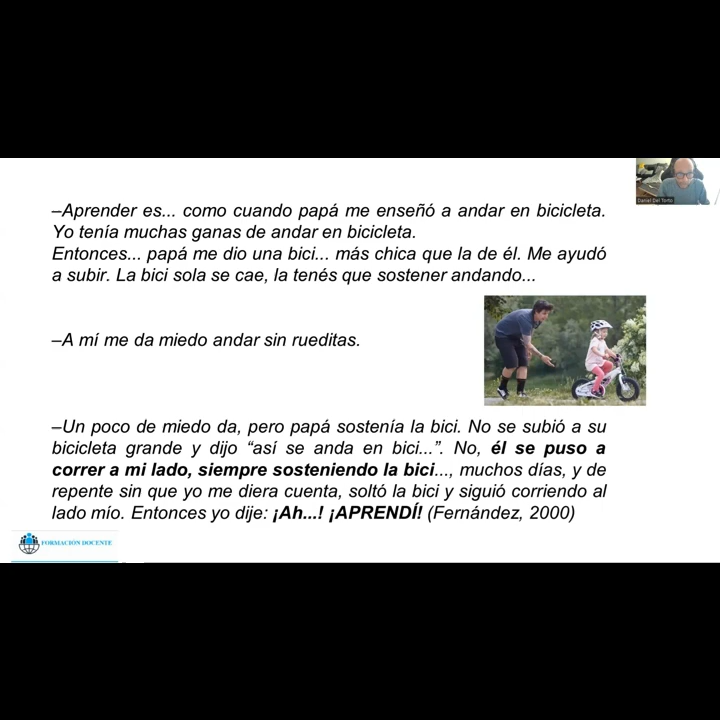 –Aprender es... como cuando papá me enseñó a andar en bicicleta.
Yo tenía muchas ganas de andar en bicicleta.
Entonces... papá me dio una bici... más chica que la de él. Me ayudó
a subir. La bici sola se cae, la tenés que sostener andando...
–A mí me da miedo andar sin rueditas.
–Un poco de miedo da, pero papá sostenía la bici. No se subió a su
bicicleta grande y dijo “así se anda en bici...”. No, él se puso a
correr a mi lado, siempre sosteniendo la bici..., muchos días, y de
repente sin que yo me diera cuenta, soltó la bici y siguió corriendo al
lado mío. Entonces yo dije: ¡Ah...! ¡APRENDÍ! (Fernández, 2000)
FORMACIÓN DOCENTE
Daniel Del Torto